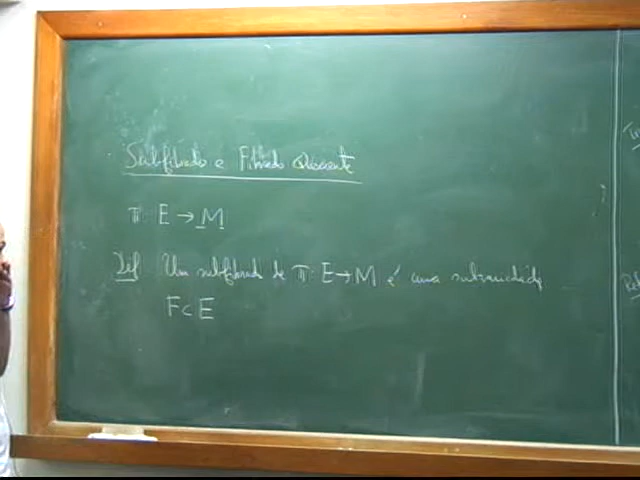 Subfibrado e Fibrado Quociente
π: E → M
Def Um subfibrado de π: E → M é uma subvariedade
F ⊂ E